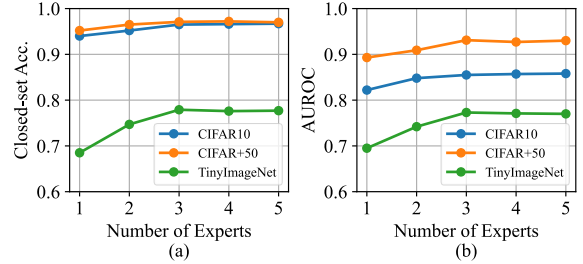 1.0
0.9
0.8
0.7
0.6
Closed-set Acc.
CIFAR10
CIFAR+50
TinyImageNet
1 2 3 4 5
Number of Experts
(a)
1.0
0.9
0.8
0.7
0.6
AUROC
CIFAR10
CIFAR+50
TinyImageNet
1 2 3 4 5
Number of Experts
(b)